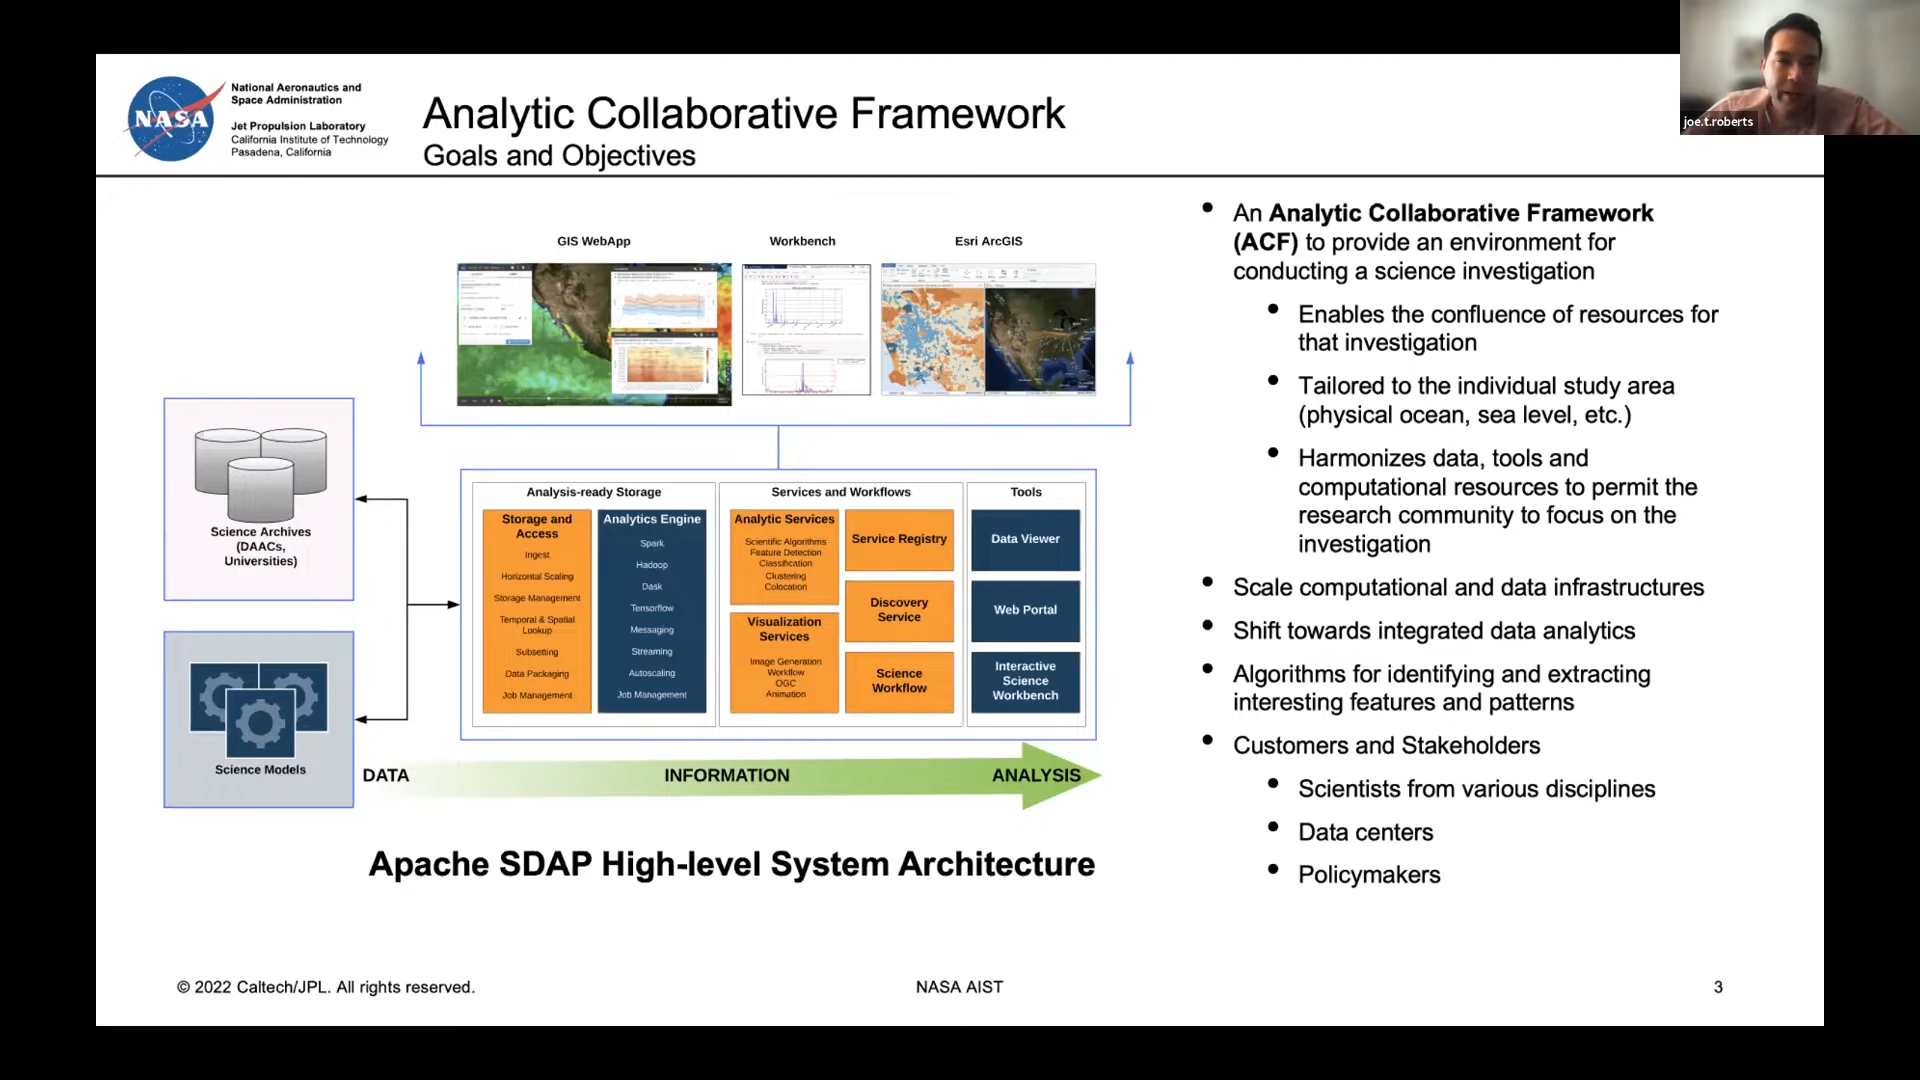 joe.t.roberts
NASA
National Aeronautics and
Space Administration
Jet Propulsion Laboratory
California Institute of Technology
Pasadena, California
Analytic Collaborative Framework
Goals and Objectives
GIS WebApp
Workbench
Esri ArcGIS
Science Archives
(DAACs,
Universities)
Science Models
Analysis-ready Storage
Storage and
Access
Ingest
Horizontal Scaling
Storage Management
Temporal & Spatial
Lookup
Subsetting
Data Packaging
Job Management
Analytics Engine
Spark
Hadoop
Dask
Tensorflow
Messaging
Streaming
Autoscaling
Job Management
Services and Workflows
Analytic Services
Scientific Algorithms
Feature Detection
Classification
Clustering
Colocation
Visualization
Services
Image Generation
Workflow
OGC
Animation
Service Registry
Discovery
Service
Science
Workflow
Tools
Data Viewer
Web Portal
Interactive
Science
Workbench
DATA
INFORMATION
ANALYSIS
Apache SDAP High-level System Architecture
• An Analytic Collaborative Framework
(ACF) to provide an environment for
conducting a science investigation
• Enables the confluence of resources for
that investigation
• Tailored to the individual study area
(physical ocean, sea level, etc.)
• Harmonizes data, tools and
computational resources to permit the
research community to focus on the
investigation
• Scale computational and data infrastructures
• Shift towards integrated data analytics
• Algorithms for identifying and extracting
interesting features and patterns
• Customers and Stakeholders
• Scientists from various disciplines
• Data centers
• Policymakers
© 2022 Caltech/JPL. All rights reserved.
NASA AIST
3